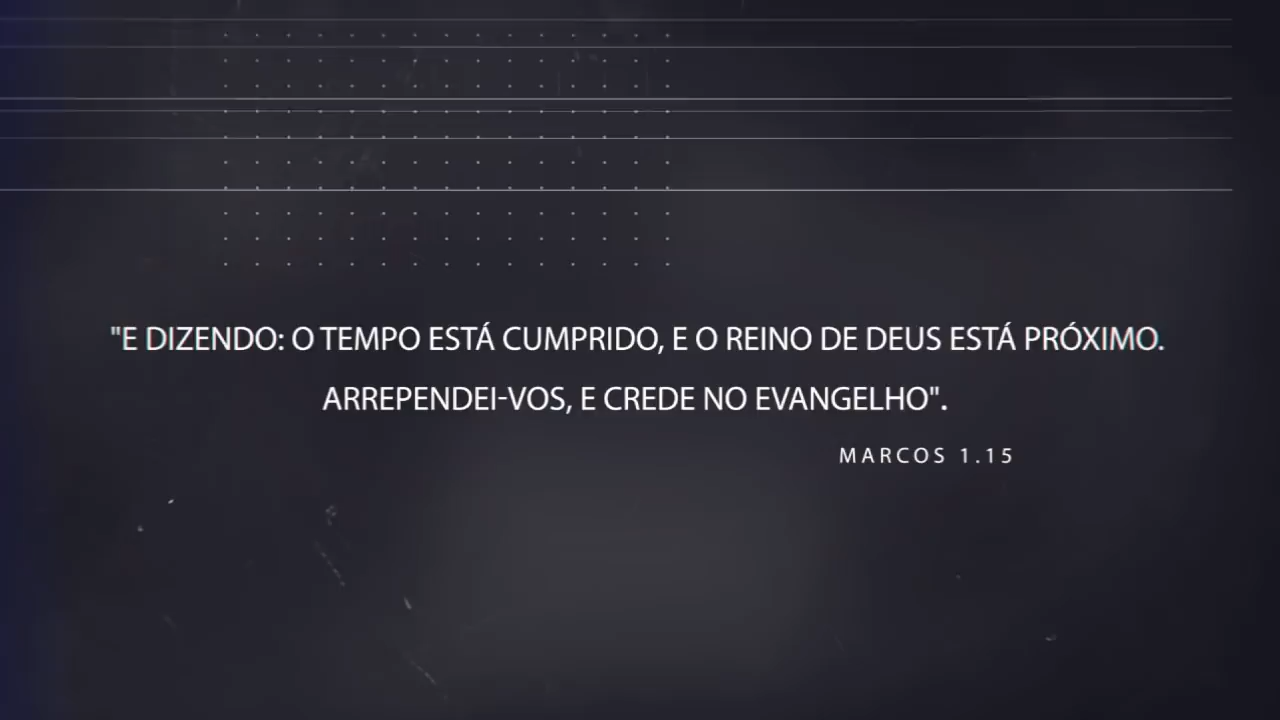 "E DIZENDO: O TEMPO ESTÁ CUMPRIDO, E O REINO DE DEUS ESTÁ PRÓXIMO.
ARREPENDEI-VOS, E CREDE NO EVANGELHO".
MARCOS 1.15